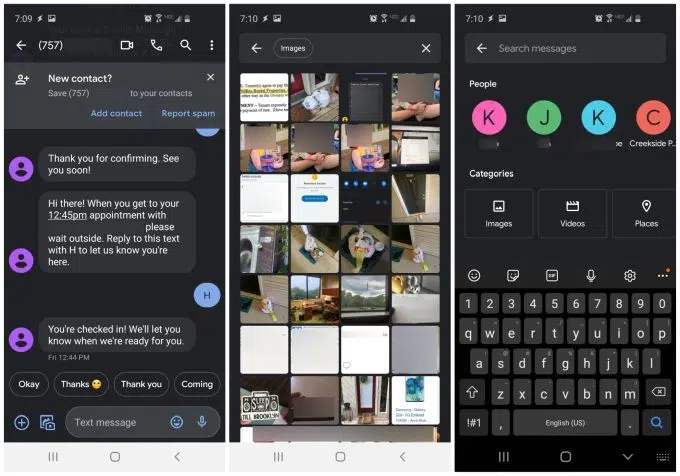 7:09
(757)
New contact?
Save (757) to your contacts
Add contact
Report spam
Thank you for confirming. See
you soon!
Hi there! When you get to your
12:45pm appointment with
please
wait outside. Reply to this text
with H to let us know you're
here.
H
You're checked in! We'll let you
know when we're ready for you.
Fri 12:44 PM
Okay
Thanks
Thank you
Coming
Text message
7:10
Images
STILL BROOKLYN
Samsung - Galaxy
7:10
Search messages
People
K
J
K
C
Creekside P...
Categories
Images
Videos
Places
GIF
1 2 3 4 5 6 7 8 9 0
q w e r t y u i o p
a s d f g h j k l
z x c v b n m
!#1 , English (US) .